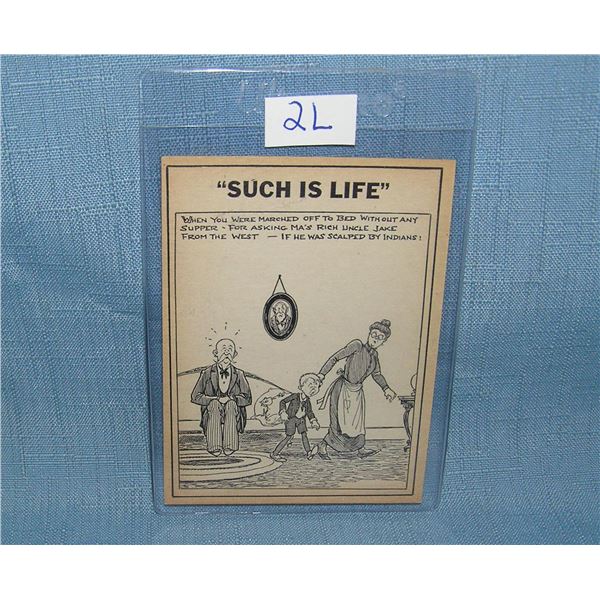 2L
"SUCH IS LIFE"
WHEN YOU WERE MARCHED OFF TO BED WITHOUT ANY
SUPPER - FOR ASKING MA'S RICH UNCLE JAKE
FROM THE WEST — IF HE WAS SCALPED BY INDIANS!